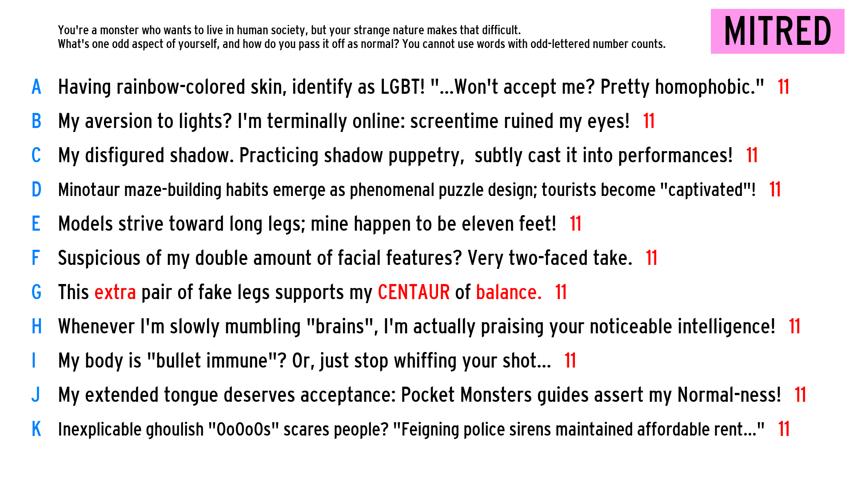 You're a monster who wants to live in human society, but your strange nature makes that difficult.
What's one odd aspect of yourself, and how do you pass it off as normal? You cannot use words with odd-lettered number counts.
MITRED
A Having rainbow-colored skin, identify as LGBT! "...Won't accept me? Pretty homophobic." 11
B My aversion to lights? I'm terminally online: screentime ruined my eyes! 11
C My disfigured shadow. Practicing shadow puppetry, subtly cast it into performances! 11
D Minotaur maze-building habits emerge as phenomenal puzzle design; tourists become "captivated"! 11
E Models strive toward long legs; mine happen to be eleven feet! 11
F Suspicious of my double amount of facial features? Very two-faced take. 11
G This extra pair of fake legs supports my CENTAUR of balance. 11
H Whenever I'm slowly mumbling "brains", I'm actually praising your noticeable intelligence! 11
I My body is "bullet immune"? Or, just stop whiffing your shot... 11
J My extended tongue deserves acceptance: Pocket Monsters guides assert my Normal-ness! 11
K Inexplicable ghoulish "OoOoOs" scares people? "Feigning police sirens maintained affordable rent..." 11